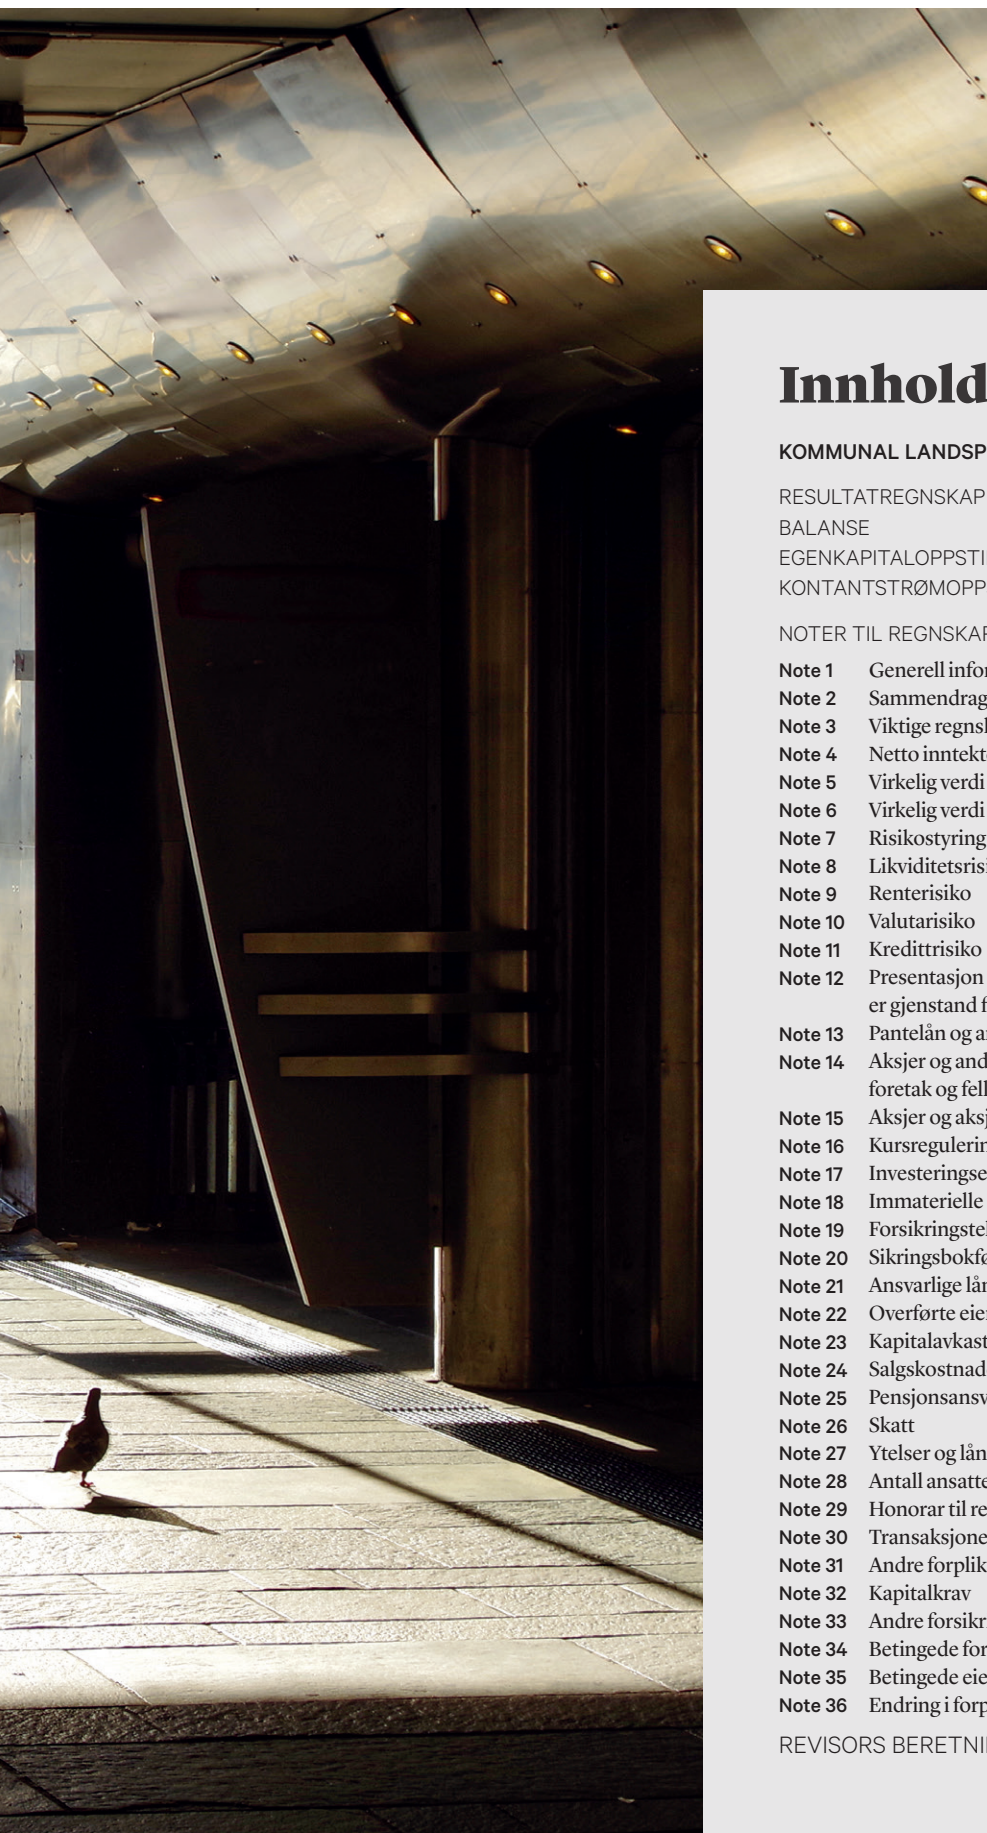 Innhold
KOMMUNAL LANDSP
RESULTATREGNSKAP
BALANSE
EGENKAPITALOPPSTI
KONTANTSTRØMOPP
NOTER TIL REGNSKAP
Note 1 Generell infor
Note 2 Sammendrag
Note 3 Viktige regnsk
Note 4 Netto inntekt
Note 5 Virkelig verdi
Note 6 Virkelig verdi
Note 7 Risikostyring
Note 8 Likviditetsrisi
Note 9 Renterisiko
Note 10 Valutarisiko
Note 11 Kredittrisiko
Note 12 Presentasjon
er gjenstand f
Note 13 Pantelån og a
Note 14 Aksjer og and
foretak og fell
Note 15 Aksjer og aksj
Note 16 Kursregulerin
Note 17 Investeringse
Note 18 Immaterielle
Note 19 Forsikringste
Note 20 Sikringsbokfø
Note 21 Ansvarlige lån
Note 22 Overførte eie
Note 23 Kapitalavkast
Note 24 Salgskostnad
Note 25 Pensjonsansv
Note 26 Skatt
Note 27 Ytelser og lån
Note 28 Antall ansatte
Note 29 Honorar til re
Note 30 Transaksjone
Note 31 Andre forplik
Note 32 Kapitalkrav
Note 33 Andre forsikr
Note 34 Betingede for
Note 35 Betingede eie
Note 36 Endring i forp
REVISORS BERETNI